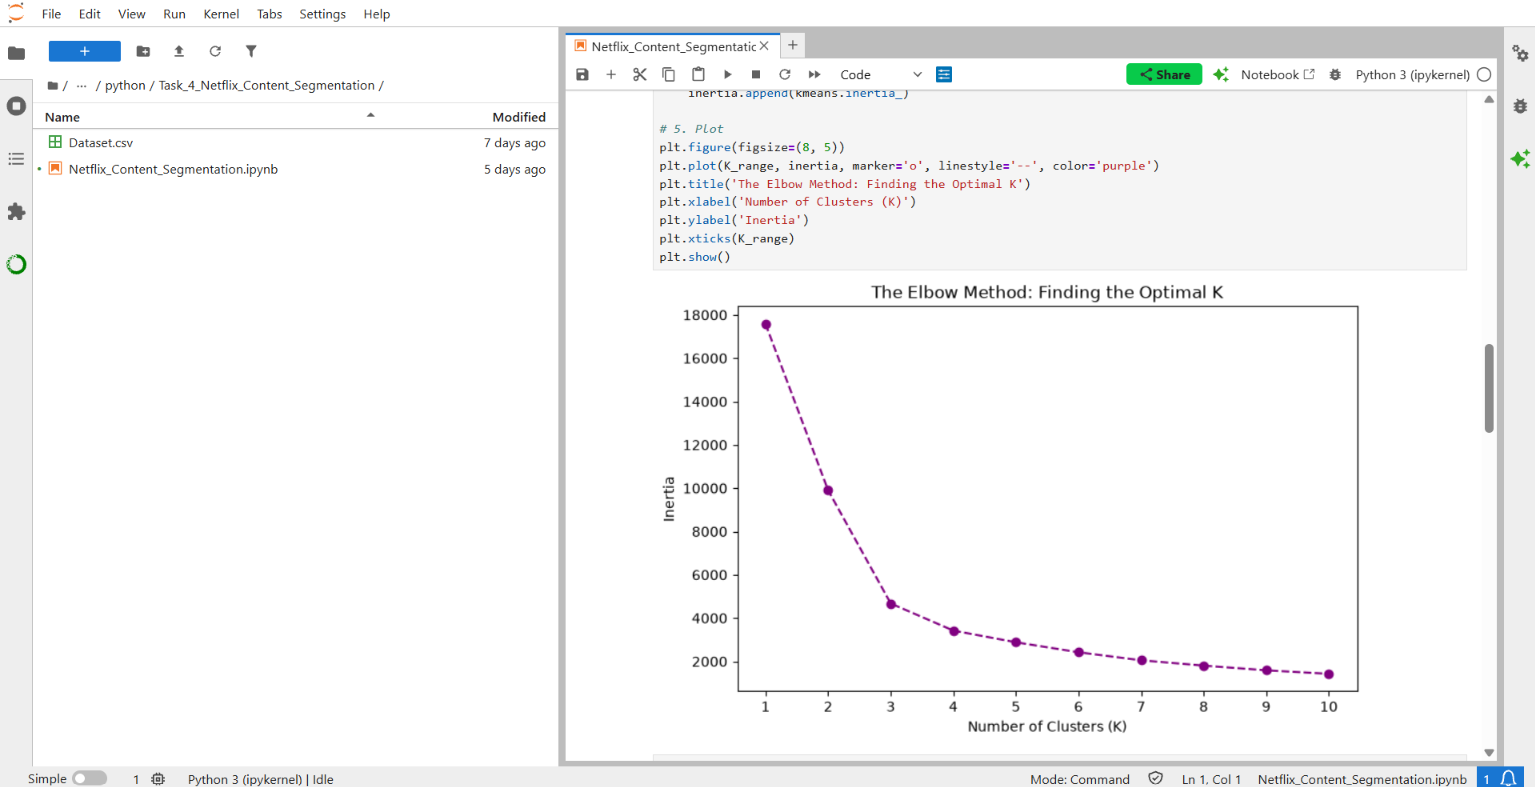 File Edit View Run Kernel Tabs Settings Help
+
/ ... / python / Task_4_Netflix_Content_Segmentation /
Name Modified
Dataset.csv 7 days ago
Netflix_Content_Segmentation.ipynb 5 days ago
Netflix_Content_Segmentatic × +
Code Share Notebook Python 3 (ipykernel)
inertia.append(kmeans.inertia_)
# 5. Plot
plt.figure(figsize=(8, 5))
plt.plot(K_range, inertia, marker='o', linestyle='--', color='purple')
plt.title('The Elbow Method: Finding the Optimal K')
plt.xlabel('Number of Clusters (K)')
plt.ylabel('Inertia')
plt.xticks(K_range)
plt.show()
The Elbow Method: Finding the Optimal K
18000
16000
14000
12000
10000
8000
6000
4000
2000
Inertia
1 2 3 4 5 6 7 8 9 10
Number of Clusters (K)
Simple 1 Python 3 (ipykernel) | Idle Mode: Command Ln 1, Col 1 Netflix_Content_Segmentation.ipynb 1